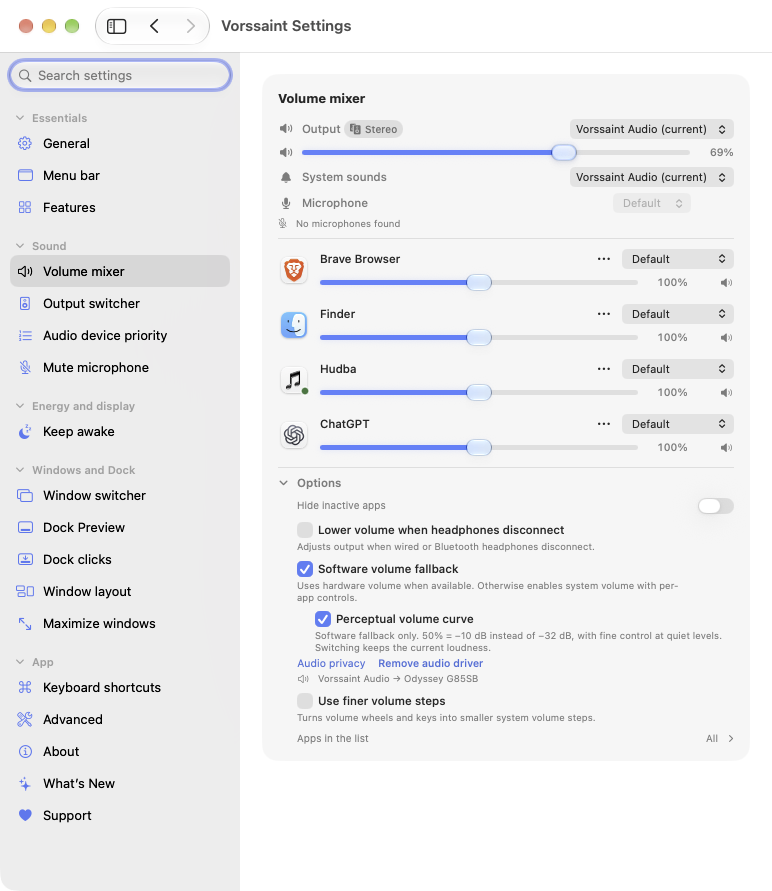 Vorssaint Settings
Search settings
Essentials
General
Menu bar
Features
Sound
Volume mixer
Output switcher
Audio device priority
Mute microphone
Energy and display
Keep awake
Windows and Dock
Window switcher
Dock Preview
Dock clicks
Window layout
Maximize windows
App
Keyboard shortcuts
Advanced
About
What's New
Support
Volume mixer
Output Stereo Vorssaint Audio (current)
69%
System sounds Vorssaint Audio (current)
Microphone Default
No microphones found
Brave Browser ••• Default
100%
Finder ••• Default
100%
Hudba ••• Default
100%
ChatGPT ••• Default
100%
Options
Hide inactive apps
Lower volume when headphones disconnect
Adjusts output when wired or Bluetooth headphones disconnect.
Software volume fallback
Uses hardware volume when available. Otherwise enables system volume with per-
app controls.
Perceptual volume curve
Software fallback only. 50% = −10 dB instead of −32 dB, with fine control at quiet levels.
Switching keeps the current loudness.
Audio privacy Remove audio driver
Vorssaint Audio → Odyssey G85SB
Use finer volume steps
Turns volume wheels and keys into smaller system volume steps.
Apps in the list All